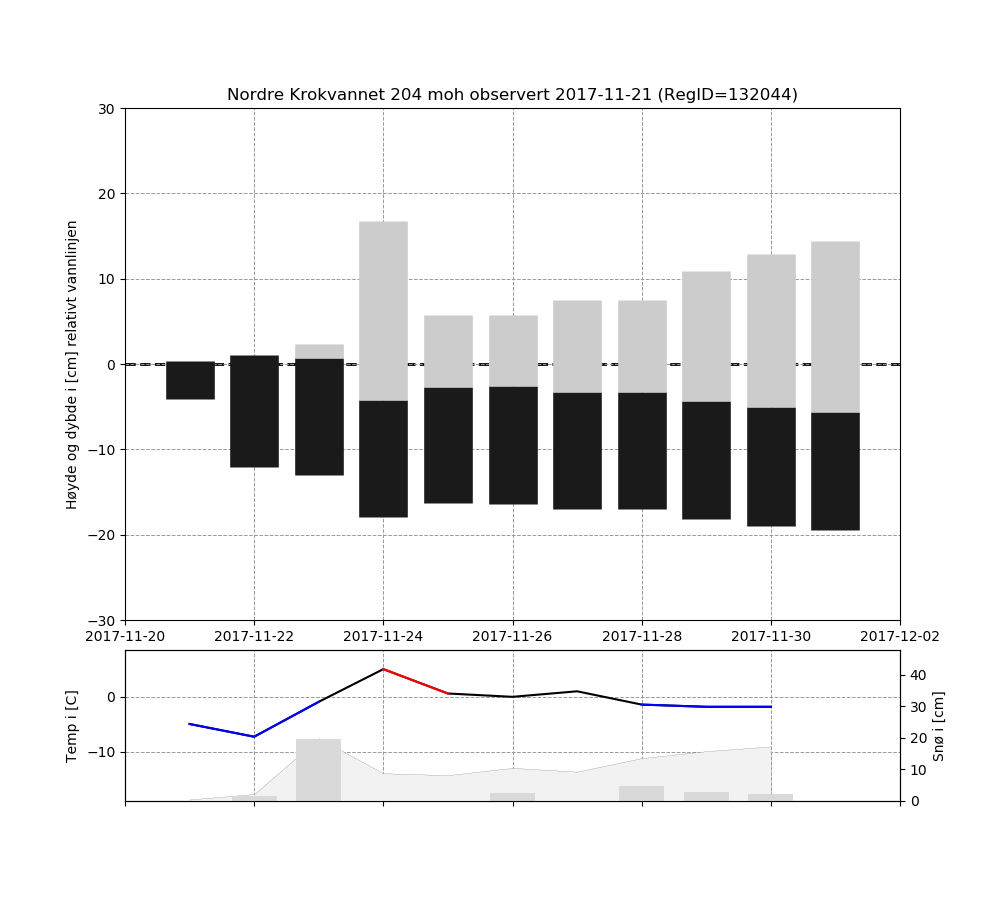 Nordre Krokvannet 204 moh observert 2017-11-21 (RegID=132044)
Høyde og dybde i [cm] relativt vannlinjen
30
20
10
0
−10
−20
−30
2017-11-20 2017-11-22 2017-11-24 2017-11-26 2017-11-28 2017-11-30 2017-12-02
Temp i [C]
0
−10
40
30
20
10
0
Snø i [cm]